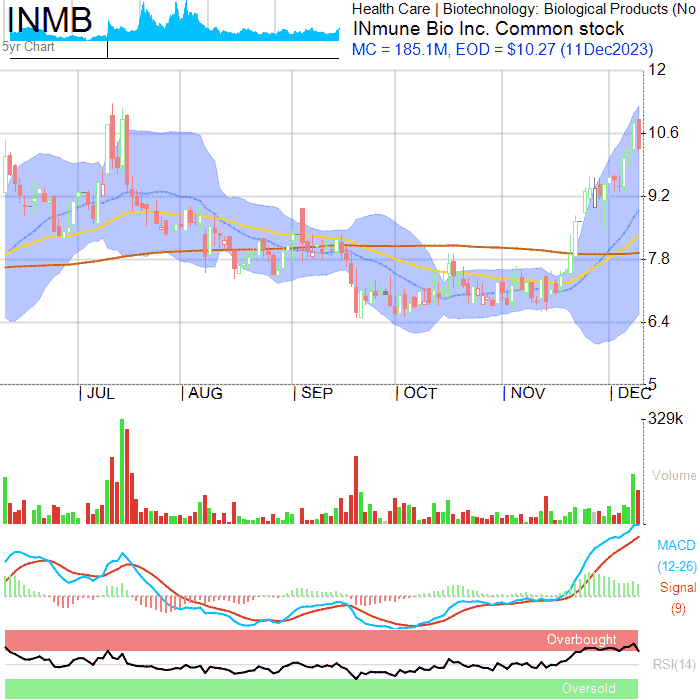 INMB
5yr Chart
Health Care | Biotechnology: Biological Products (No
INmune Bio Inc. Common stock
MC = 185.1M, EOD = $10.27 (11Dec2023)
12
10.6
9.2
7.8
6.4
5
| JUL | AUG | SEP | OCT | NOV | DEC
329k
Volume
MACD
(12-26)
Signal
(9)
Overbought
RSI(14)
Oversold